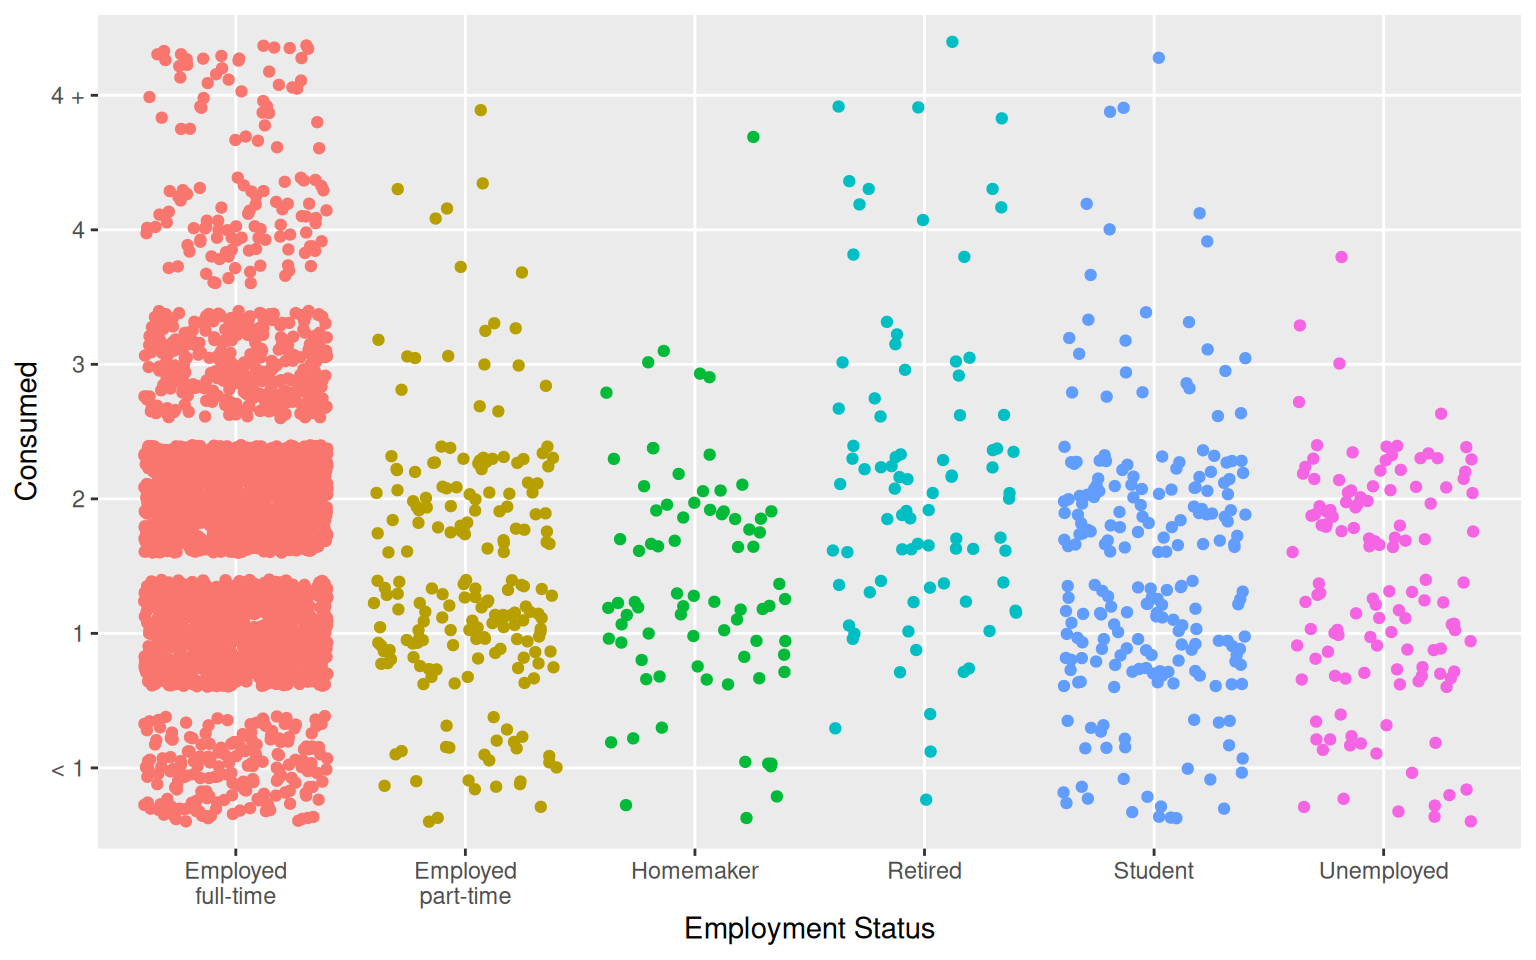 Consumed
4 +
4
3
2
1
< 1
Employed
full-time
Employed
part-time
Homemaker
Retired
Student
Unemployed
Employment Status